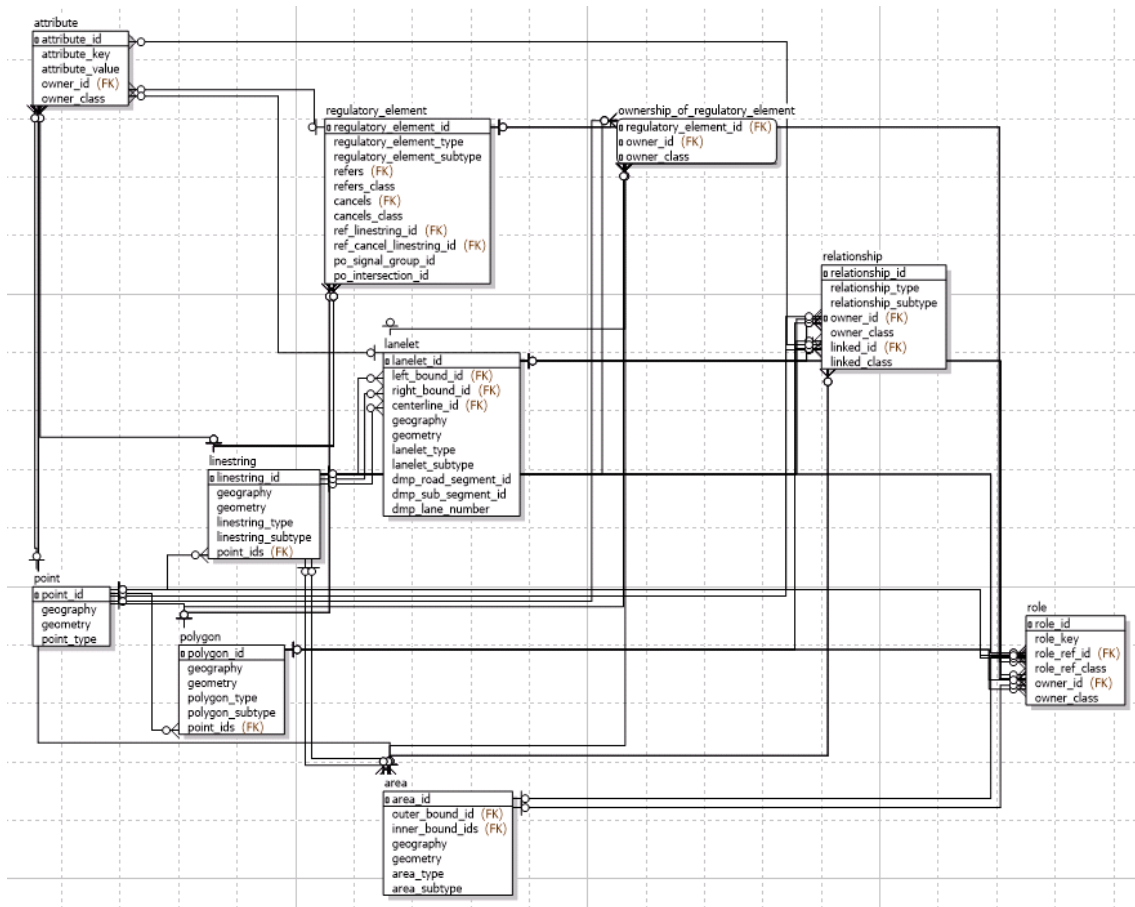 attribute
attribute_id
attribute_key
attribute_value
owner_id (FK)
owner_class
regulatory_element
regulatory_element_id
regulatory_element_type
regulatory_element_subtype
refers (FK)
refers_class
cancels (FK)
cancels_class
ref_linestring_id (FK)
ref_cancel_linestring_id (FK)
po_signal_group_id
po_intersection_id
ownership_of_regulatory_element
regulatory_element_id (FK)
owner_id (FK)
owner_class
relationship
relationship_id
relationship_type
relationship_subtype
owner_id (FK)
owner_class
linked_id (FK)
linked_class
lanelet
lanelet_id
left_bound_id (FK)
right_bound_id (FK)
centerline_id (FK)
geography
geometry
lanelet_type
lanelet_subtype
dmp_road_segment_id
dmp_sub_segment_id
dmp_lane_number
linestring
linestring_id
geography
geometry
linestring_type
linestring_subtype
point_ids (FK)
point
point_id
geography
geometry
point_type
polygon
polygon_id
geography
geometry
polygon_type
polygon_subtype
point_ids (FK)
role
role_id
role_key
role_ref_id (FK)
role_ref_class
owner_id (FK)
owner_class
area
area_id
outer_bound_id (FK)
inner_bound_ids (FK)
geography
geometry
area_type
area_subtype